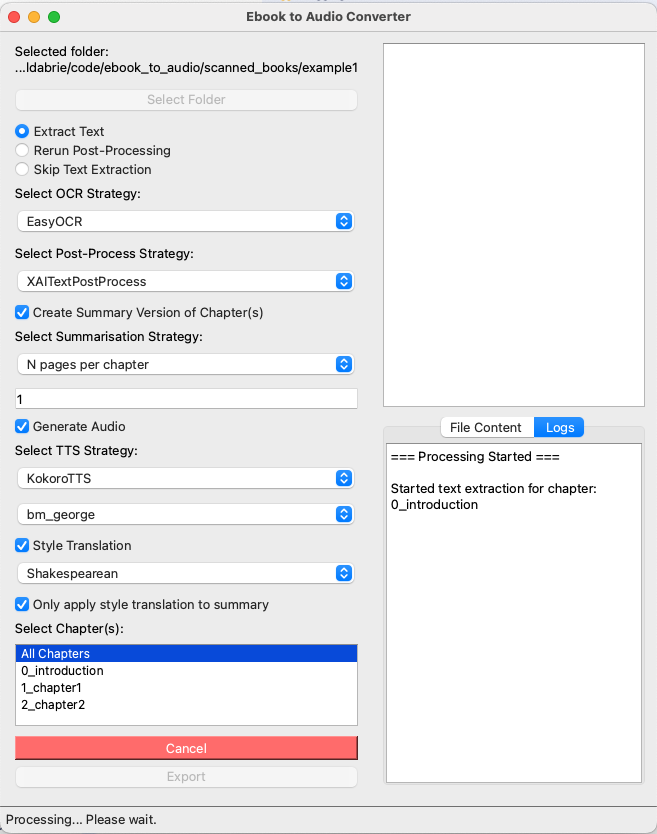 Ebook to Audio Converter
Selected folder:
...ldabrie/code/ebook_to_audio/scanned_books/example1
Select Folder
Extract Text
Rerun Post-Processing
Skip Text Extraction
Select OCR Strategy:
EasyOCR
Select Post-Process Strategy:
XAITextPostProcess
Create Summary Version of Chapter(s)
Select Summarisation Strategy:
N pages per chapter
1
Generate Audio
Select TTS Strategy:
KokoroTTS
bm_george
Style Translation
Shakespearean
Only apply style translation to summary
Select Chapter(s):
All Chapters
0_introduction
1_chapter1
2_chapter2
Cancel
Export
File Content Logs
=== Processing Started ===
Started text extraction for chapter:
0_introduction
Processing... Please wait.